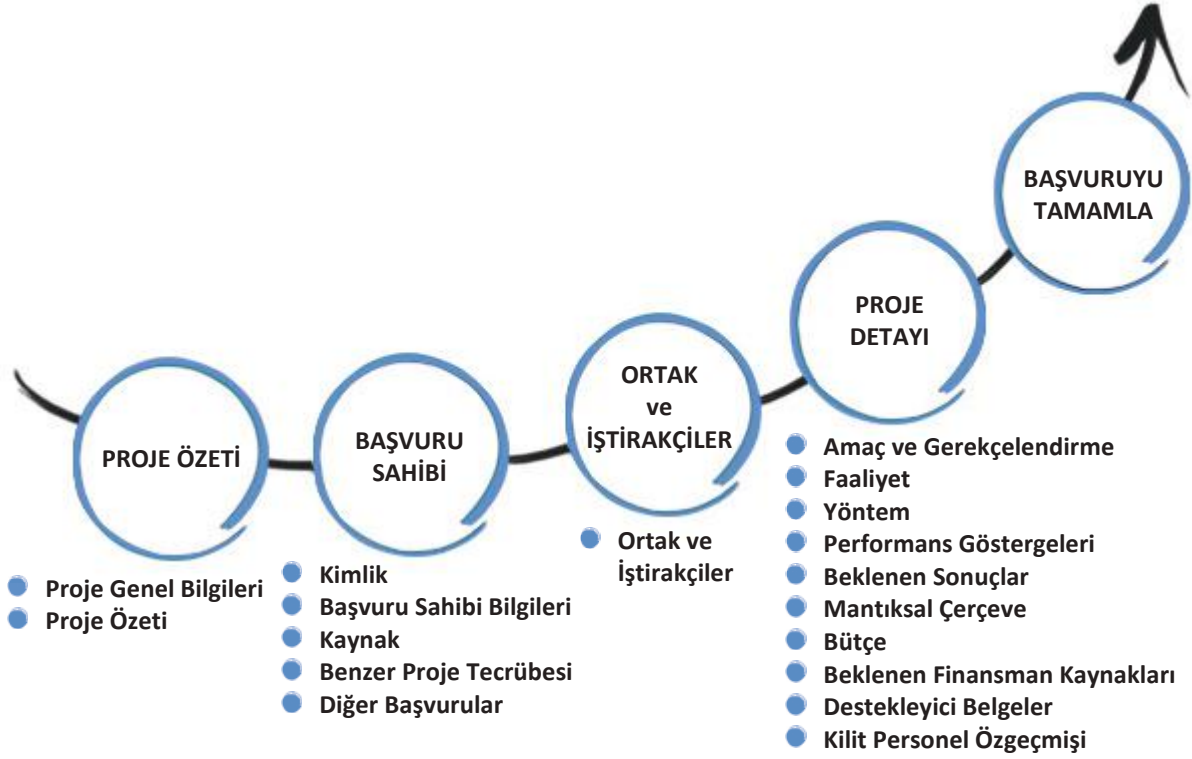 PROJE ÖZETİ
Proje Genel Bilgileri
Proje Özeti
BAŞVURU
SAHİBİ
Kimlik
Başvuru Sahibi Bilgileri
Kaynak
Benzer Proje Tecrübesi
Diğer Başvurular
ORTAK
ve
İŞTİRAKÇİLER
Ortak ve
İştirakçiler
PROJE
DETAYI
Amaç ve Gerekçelendirme
Faaliyet
Yöntem
Performans Göstergeleri
Beklenen Sonuçlar
Mantıksal Çerçeve
Bütçe
Beklenen Finansman Kaynakları
Destekleyici Belgeler
Kilit Personel Özgeçmişi
BAŞVURUYU
TAMAMLA